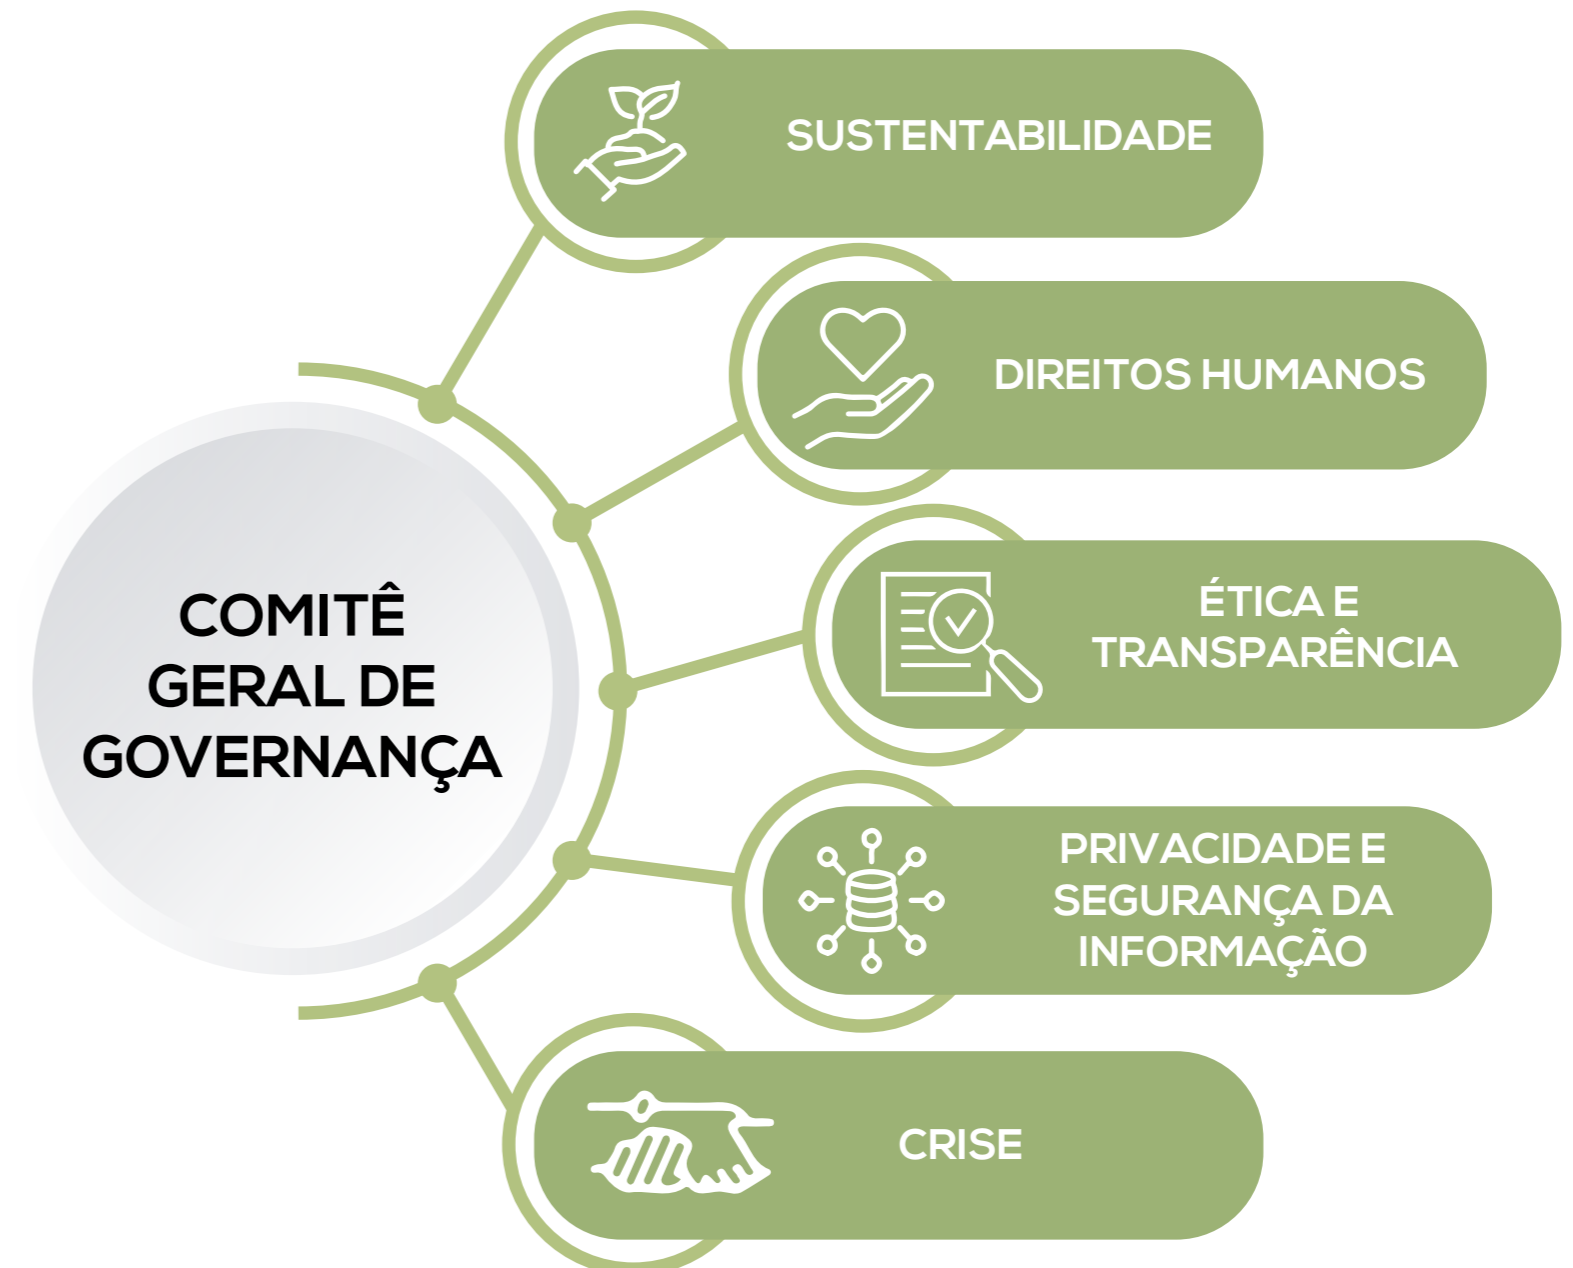 SUSTENTABILIDADE
DIREITOS HUMANOS
COMITÊ
GERAL DE
GOVERNANÇA
ÉTICA E
TRANSPARÊNCIA
PRIVACIDADE E
SEGURANÇA DA
INFORMAÇÃO
CRISE